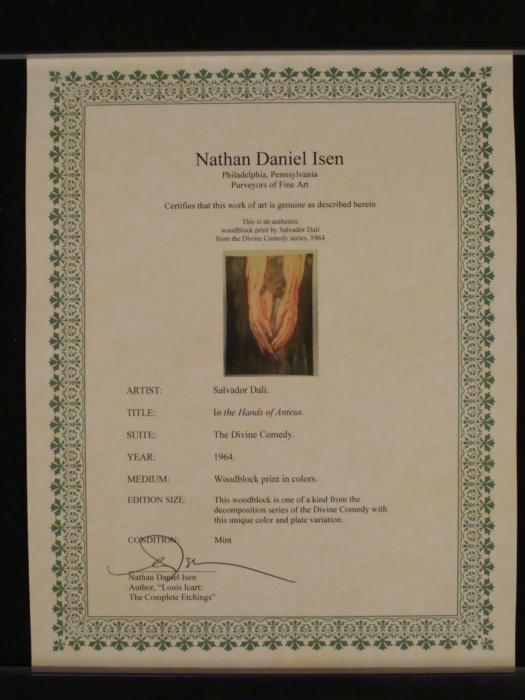 Nathan Daniel Isen
Philadelphia, Pennsylvania
Purveyors of Fine Art
Certifies that this work of art is genuine as described herein
This is an authentic
woodblock print by Salvador Dali
from the Divine Comedy series, 1964
ARTIST: Salvador Dali.
TITLE: In the Hands of Anteus.
SUITE: The Divine Comedy.
YEAR: 1964.
MEDIUM: Woodblock print in colors.
EDITION SIZE: This woodblock is one of a kind from the
decomposition series of the Divine Comedy with
this unique color and plate variation.
CONDITION: Mint
Nathan Daniel Isen
Author, "Louis Icart:
The Complete Etchings"